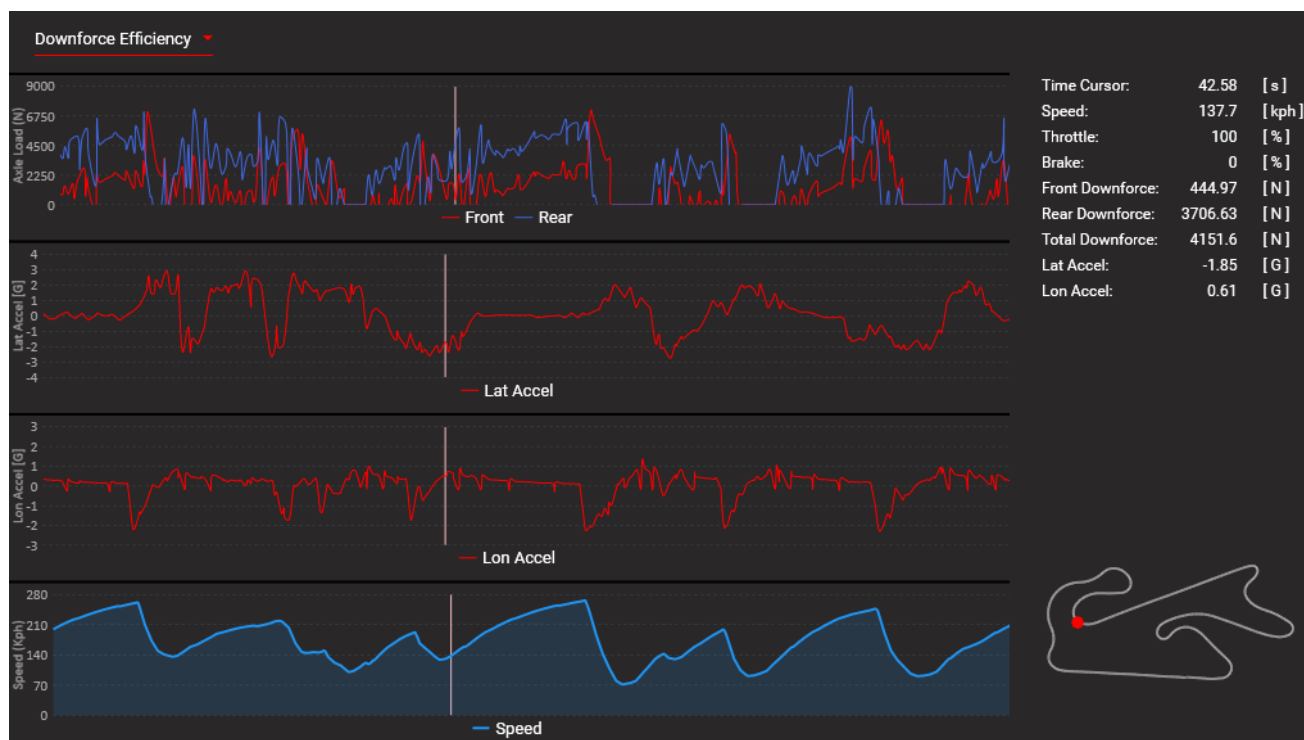 Downforce Efficiency
Axle Load (N)
9000
6750
4500
2250
0
Front
Rear
Lat Accel [G]
4
3
2
1
0
-1
-2
-3
-4
Lat Accel
Lon Accel [G]
3
2
1
0
-1
-2
-3
Lon Accel
Speed (Kph)
280
210
140
70
0
Speed
Time Cursor: 42.58 [s]
Speed: 137.7 [kph]
Throttle: 100 [%]
Brake: 0 [%]
Front Downforce: 444.97 [N]
Rear Downforce: 3706.63 [N]
Total Downforce: 4151.6 [N]
Lat Accel: -1.85 [G]
Lon Accel: 0.61 [G]